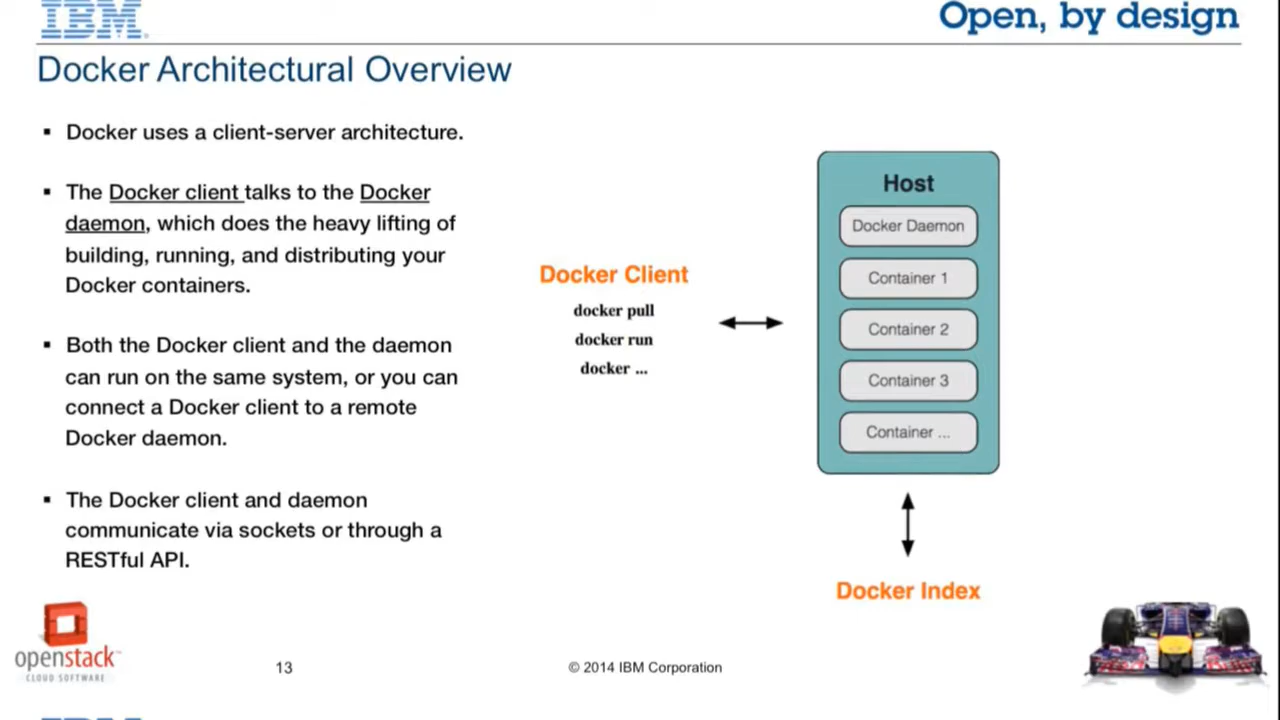 IBM
Open, by design
Docker Architectural Overview
▪ Docker uses a client-server architecture.
▪ The Docker client talks to the Docker
daemon, which does the heavy lifting of
building, running, and distributing your
Docker containers.
▪ Both the Docker client and the daemon
can run on the same system, or you can
connect a Docker client to a remote
Docker daemon.
▪ The Docker client and daemon
communicate via sockets or through a
RESTful API.
Docker Client
docker pull
docker run
docker ...
Host
Docker Daemon
Container 1
Container 2
Container 3
Container ...
Docker Index
openstack™
CLOUD SOFTWARE
13
© 2014 IBM Corporation